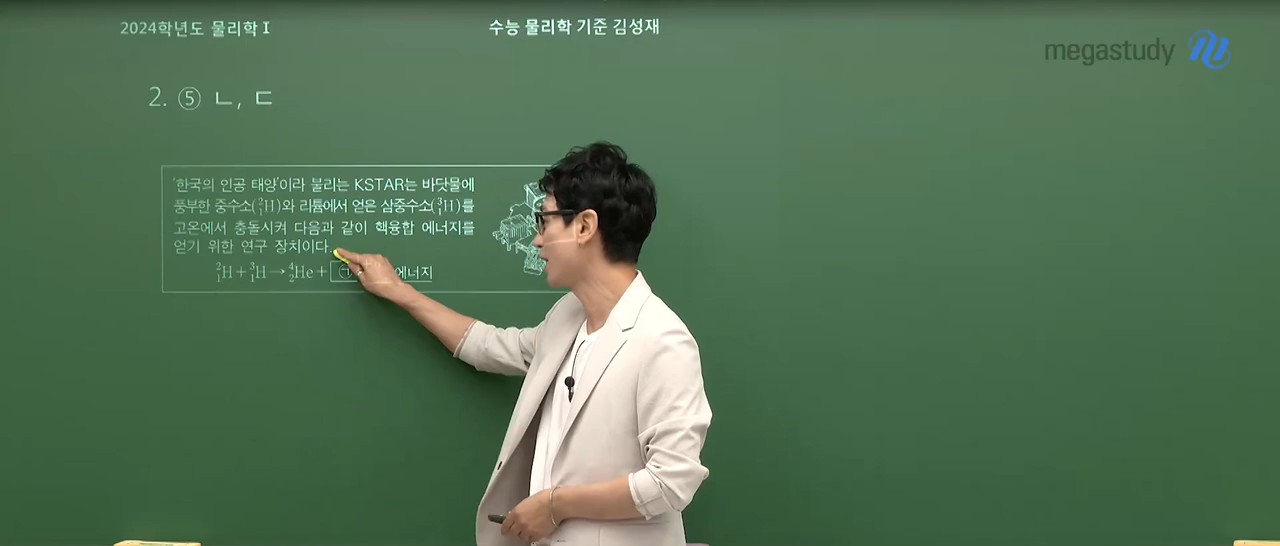 2024학년도 물리학Ⅰ
수능 물리학 기준 김성재
megastudy
2. ⑤ ㄴ, ㄷ
‘한국의 인공 태양’이라 불리는 KSTAR는 바닷물에
풍부한 중수소(²₁H)와 리튬에서 얻은 삼중수소(³₁H)를
고온에서 충돌시켜 다음과 같이 핵융합 에너지를
얻기 위한 연구 장치이다.
²₁H+³₁H→⁴₂He+ ㉠ 에너지